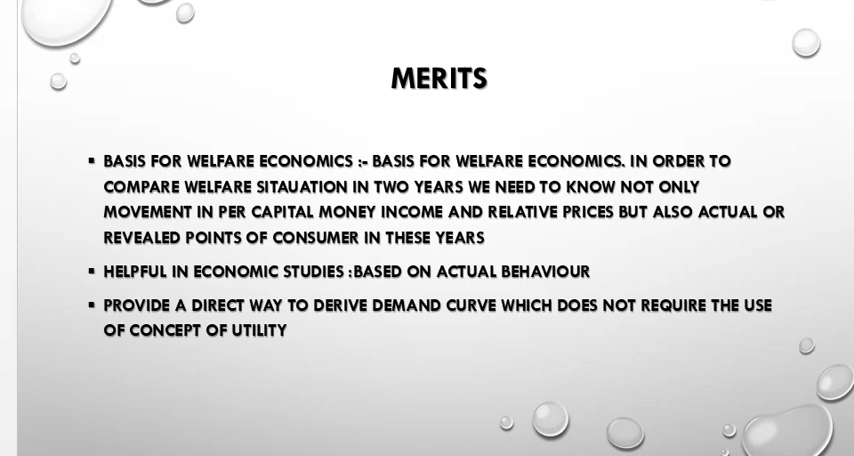 MERITS
▪ BASIS FOR WELFARE ECONOMICS :- BASIS FOR WELFARE ECONOMICS. IN ORDER TO
COMPARE WELFARE SITAUATION IN TWO YEARS WE NEED TO KNOW NOT ONLY
MOVEMENT IN PER CAPITAL MONEY INCOME AND RELATIVE PRICES BUT ALSO ACTUAL OR
REVEALED POINTS OF CONSUMER IN THESE YEARS
▪ HELPFUL IN ECONOMIC STUDIES :BASED ON ACTUAL BEHAVIOUR
▪ PROVIDE A DIRECT WAY TO DERIVE DEMAND CURVE WHICH DOES NOT REQUIRE THE USE
OF CONCEPT OF UTILITY